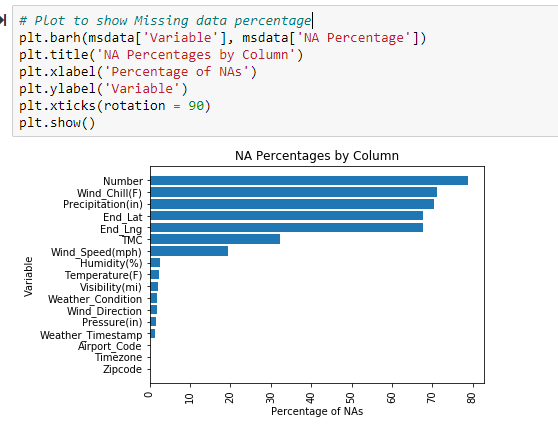 # Plot to show Missing data percentage
plt.barh(msdata['Variable'], msdata['NA Percentage'])
plt.title('NA Percentages by Column')
plt.xlabel('Percentage of NAs')
plt.ylabel('Variable')
plt.xticks(rotation = 90)
plt.show()
NA Percentages by Column
Number
Wind_Chill(F)
Precipitation(in)
End_Lat
End_Lng
TMC
Wind_Speed(mph)
Humidity(%)
Temperature(F)
Visibility(mi)
Weather_Condition
Wind_Direction
Pressure(in)
Weather_Timestamp
Airport_Code
Timezone
Zipcode
Variable
0 10 20 30 40 50 60 70 80
Percentage of NAs